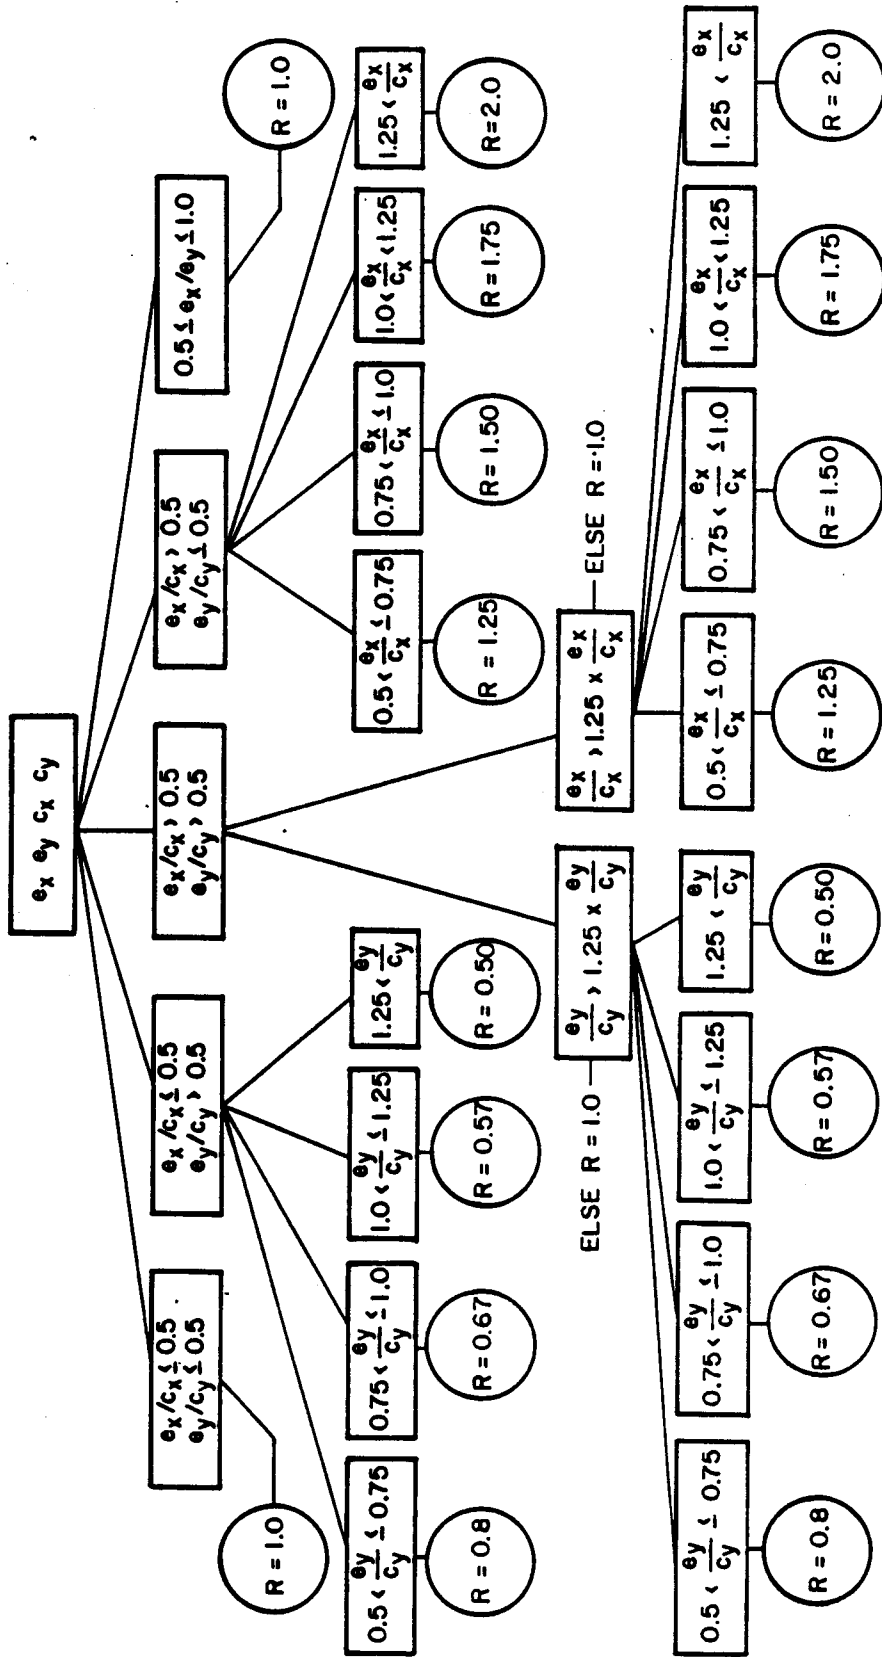 e_x e_y c_x c_y
e_x/c_x ≤ 0.5
e_y/c_y ≤ 0.5
e_x/c_x ≤ 0.5
e_y/c_y > 0.5
e_x/c_x > 0.5
e_y/c_y > 0.5
e_x/c_x > 0.5
e_y/c_y ≤ 0.5
0.5 ≤ e_x/e_y ≤ 1.0
R = 1.0
R = 1.0
0.5 < e_y/c_y ≤ 0.75
0.75 < e_y/c_y ≤ 1.0
1.0 < e_y/c_y ≤ 1.25
1.25 < e_y/c_y
0.5 < e_x/c_x ≤ 0.75
0.75 < e_x/c_x ≤ 1.0
1.0 < e_x/c_x < 1.25
1.25 < e_x/c_x
R = 0.8
R = 0.67
R = 0.57
R = 0.50
R = 1.25
R = 1.50
R = 1.75
R = 2.0
ELSE R = 1.0
e_y/c_y > 1.25 x e_y/c_y
e_x/c_x > 1.25 x e_x/c_x
ELSE R = 1.0
0.5 < e_y/c_y ≤ 0.75
0.75 < e_y/c_y ≤ 1.0
1.0 < e_y/c_y ≤ 1.25
1.25 < e_y/c_y
0.5 < e_x/c_x ≤ 0.75
0.75 < e_x/c_x ≤ 1.0
1.0 < e_x/c_x < 1.25
1.25 < e_x/c_x
R = 0.8
R = 0.67
R = 0.57
R = 0.50
R = 1.25
R = 1.50
R = 1.75
R = 2.0